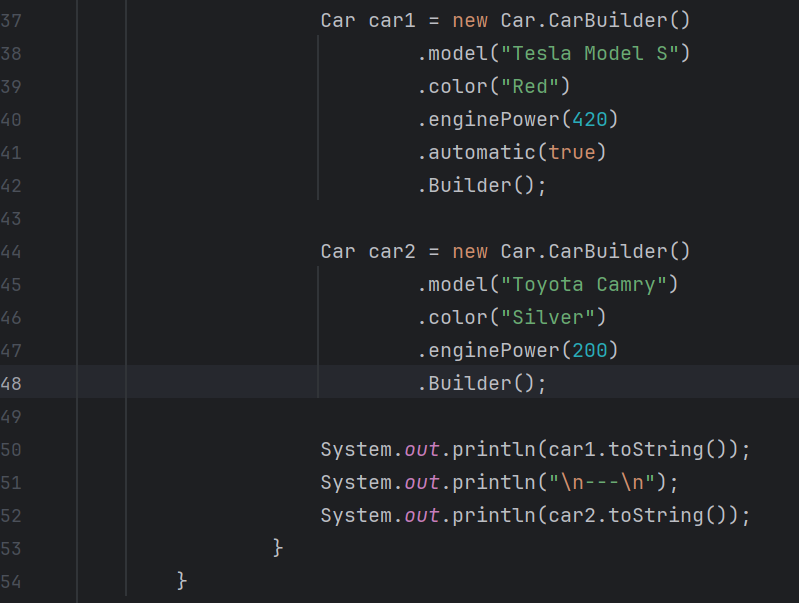 37 Car car1 = new Car.CarBuilder()
38 .model("Tesla Model S")
39 .color("Red")
40 .enginePower(420)
41 .automatic(true)
42 .Builder();
43
44 Car car2 = new Car.CarBuilder()
45 .model("Toyota Camry")
46 .color("Silver")
47 .enginePower(200)
48 .Builder();
49
50 System.out.println(car1.toString());
51 System.out.println("\n---\n");
52 System.out.println(car2.toString());
53 }
54 }